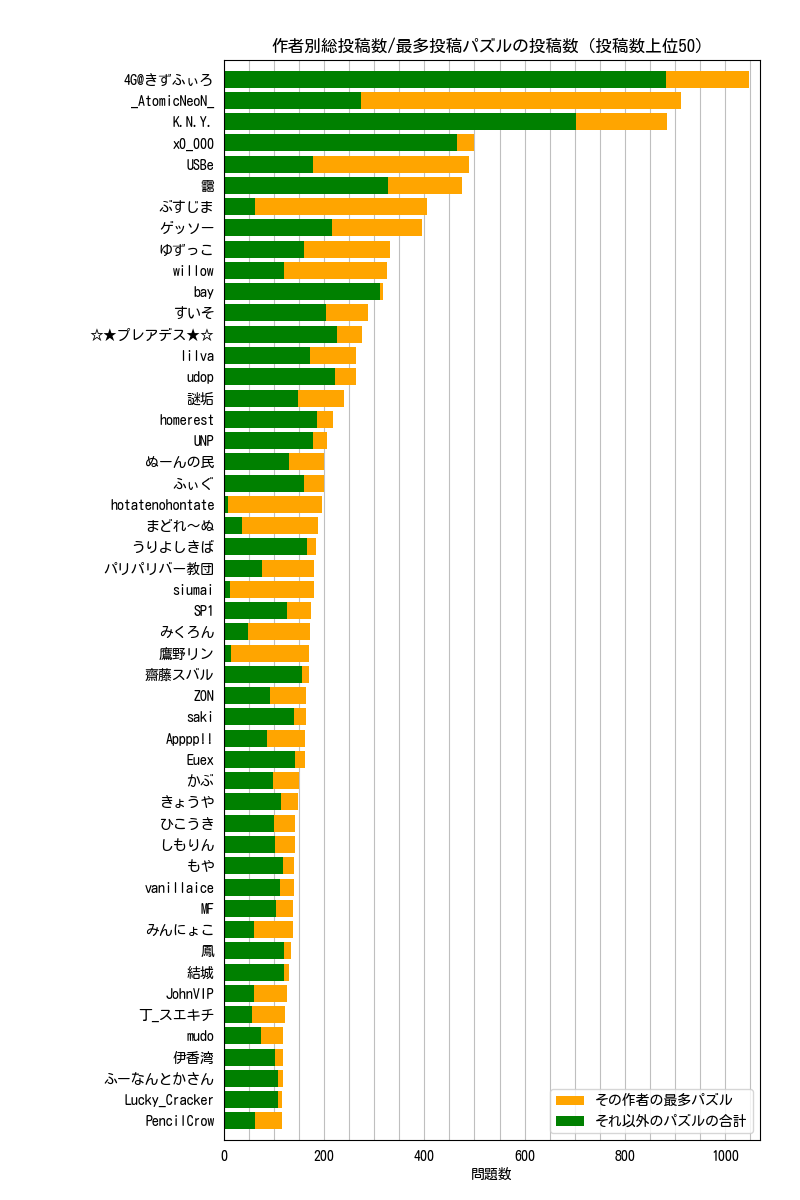 作者別総投稿数/最多投稿パズルの投稿数 (投稿数上位50)
4G@きずふぃろ
_AtomicNeoN_
K.N.Y.
x0_000
USBe
靏
ぶすじま
ゲッソー
ゆずっこ
willow
bay
すいそ
☆★プレアデス★☆
lilva
udop
謎垢
homerest
UNP
ぬーんの民
ふぃぐ
hotatenohontate
まどれ～ぬ
うりよしきば
パリパリバー教団
siumai
SP1
みくろん
鷹野リン
齋藤スバル
ZON
saki
Appppll
Euex
かぶ
きょうや
ひこうき
しもりん
もや
vanillaice
MF
みんにょこ
鳳
結城
JohnVIP
丁_スエキチ
mudo
伊香湾
ふーなんとかさん
Lucky_Cracker
PencilCrow
その作者の最多パズル
それ以外のパズルの合計
0 200 400 600 800 1000
問題数